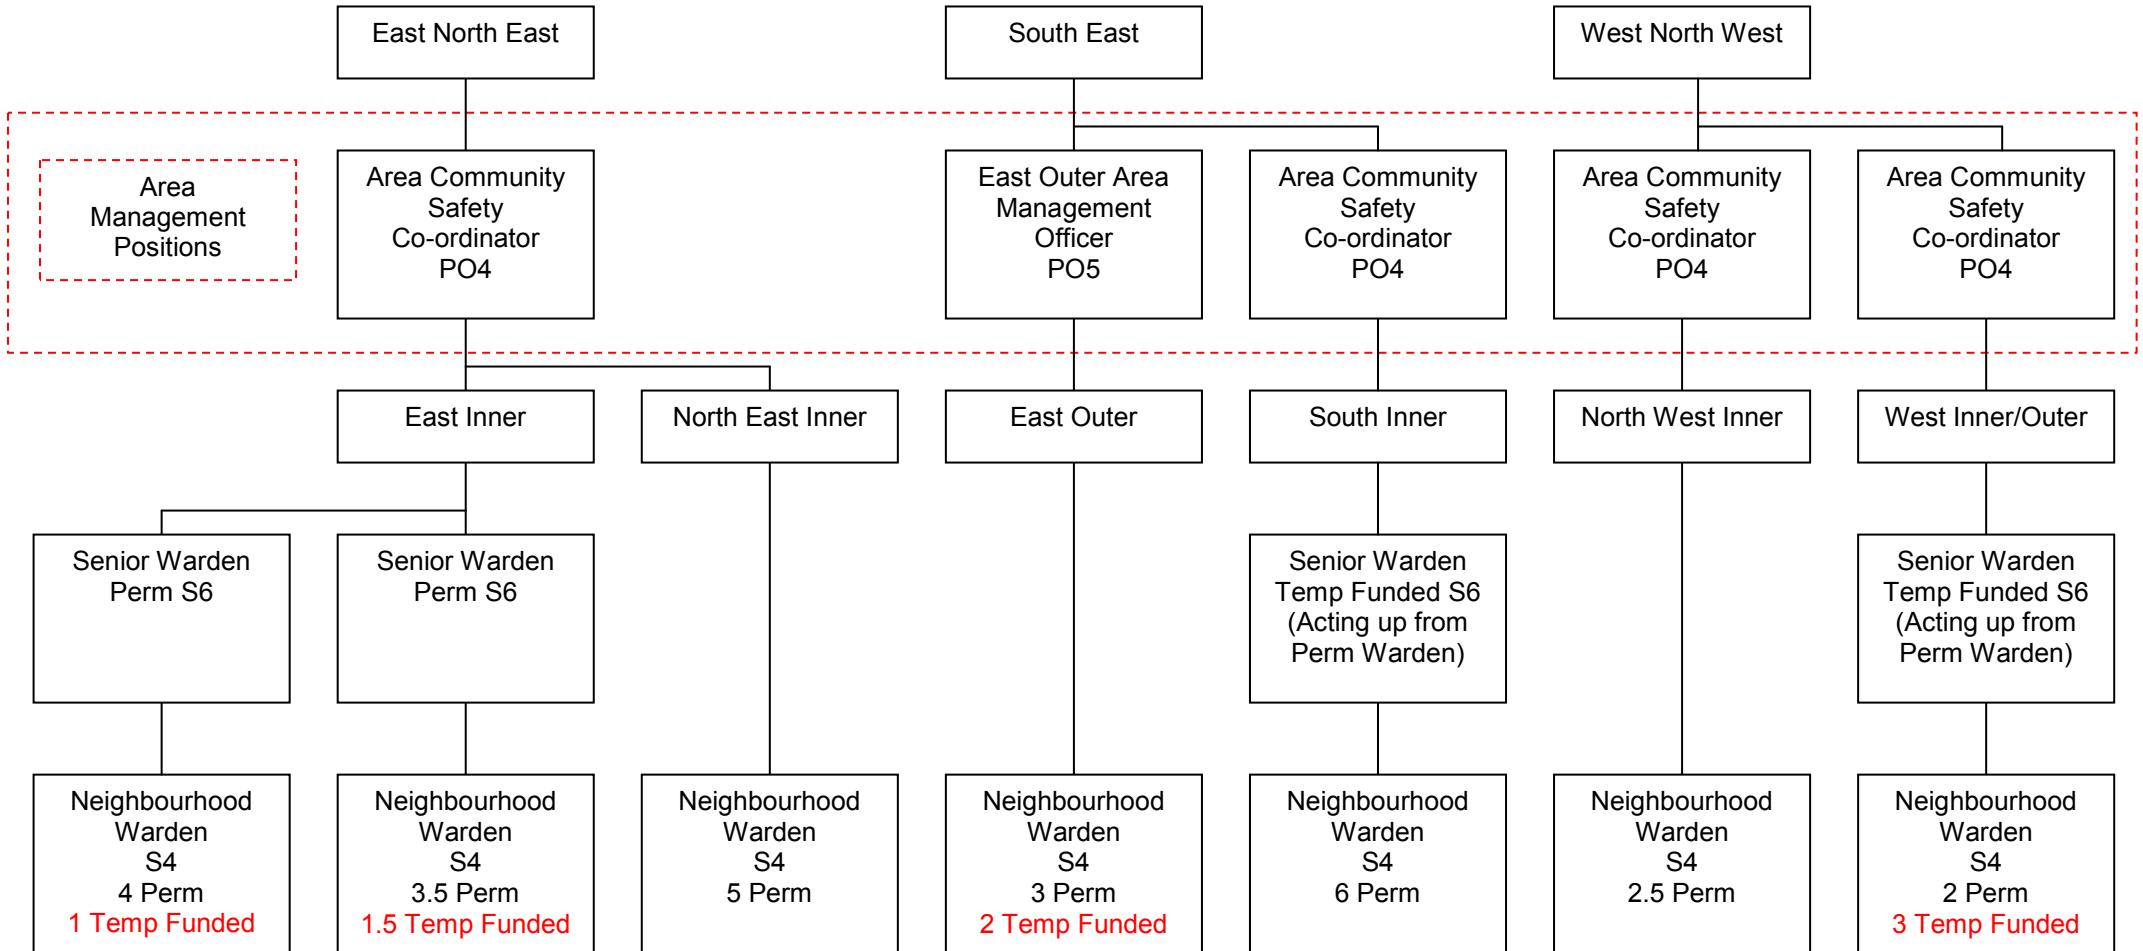 East North East
South East
West North West
Area
Management
Positions
Area Community
Safety
Co-ordinator
PO4
East Outer Area
Management
Officer
PO5
Area Community
Safety
Co-ordinator
PO4
Area Community
Safety
Co-ordinator
PO4
Area Community
Safety
Co-ordinator
PO4
East Inner
North East Inner
East Outer
South Inner
North West Inner
West Inner/Outer
Senior Warden
Perm S6
Senior Warden
Perm S6
Senior Warden
Temp Funded S6
(Acting up from
Perm Warden)
Senior Warden
Temp Funded S6
(Acting up from
Perm Warden)
Neighbourhood
Warden
S4
4 Perm
1 Temp Funded
Neighbourhood
Warden
S4
3.5 Perm
1.5 Temp Funded
Neighbourhood
Warden
S4
5 Perm
Neighbourhood
Warden
S4
3 Perm
2 Temp Funded
Neighbourhood
Warden
S4
6 Perm
Neighbourhood
Warden
S4
2.5 Perm
Neighbourhood
Warden
S4
2 Perm
3 Temp Funded